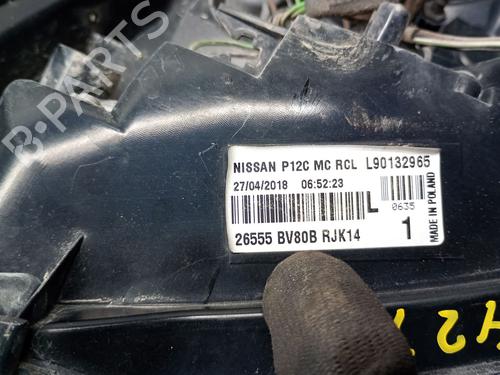 B-PARTS
NISSAN P12C MC RCL L90132965
27/04/2018 06:52:23
L
0635
26555 BV80B RJK14
1
MADE IN POLAND